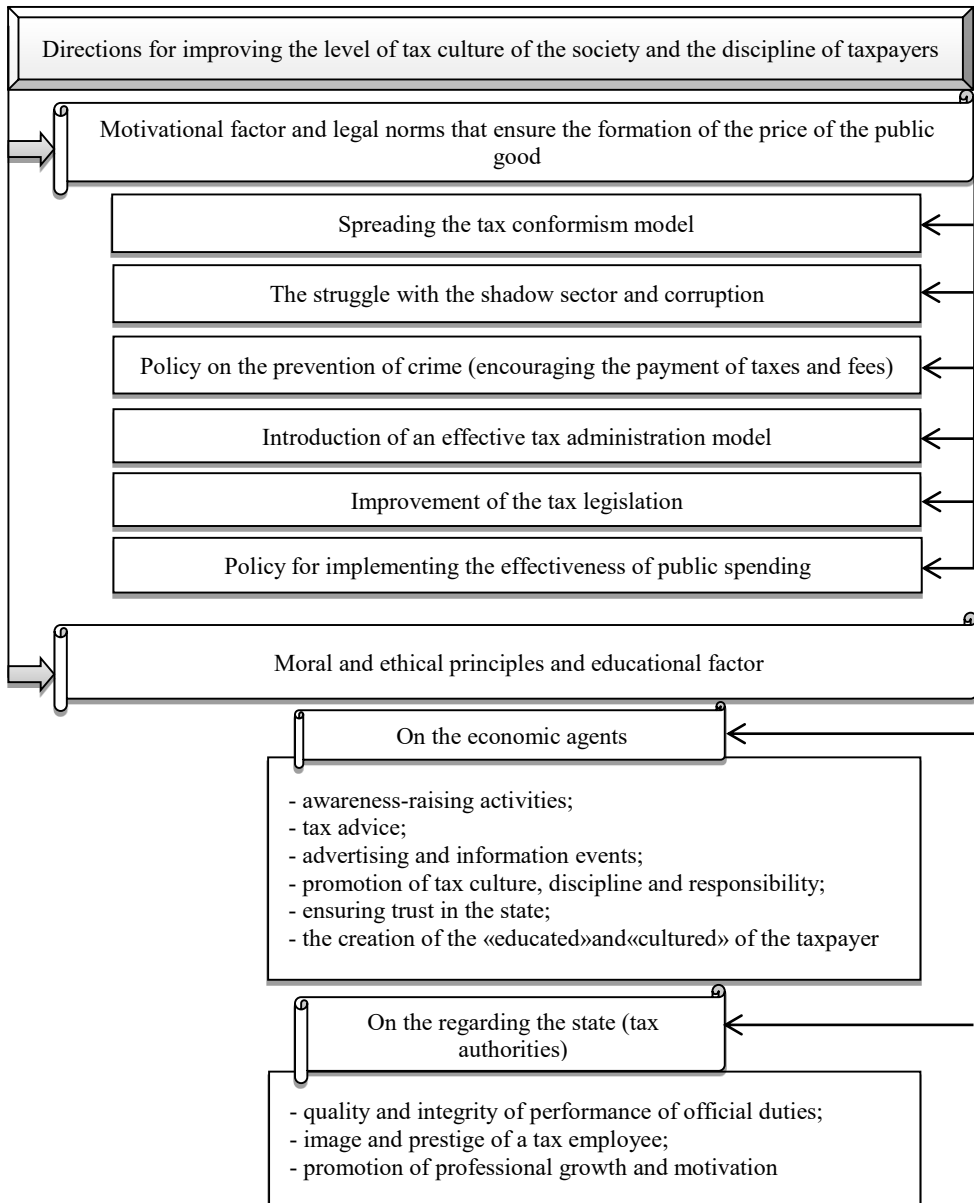 Directions for improving the level of tax culture of the society and the discipline of taxpayers
Motivational factor and legal norms that ensure the formation of the price of the public
good
Spreading the tax conformism model
The struggle with the shadow sector and corruption
Policy on the prevention of crime (encouraging the payment of taxes and fees)
Introduction of an effective tax administration model
Improvement of the tax legislation
Policy for implementing the effectiveness of public spending
Moral and ethical principles and educational factor
On the economic agents
- awareness-raising activities;
- tax advice;
- advertising and information events;
- promotion of tax culture, discipline and responsibility;
- ensuring trust in the state;
- the creation of the «educated»and«cultured» of the taxpayer
On the regarding the state (tax
authorities)
- quality and integrity of performance of official duties;
- image and prestige of a tax employee;
- promotion of professional growth and motivation